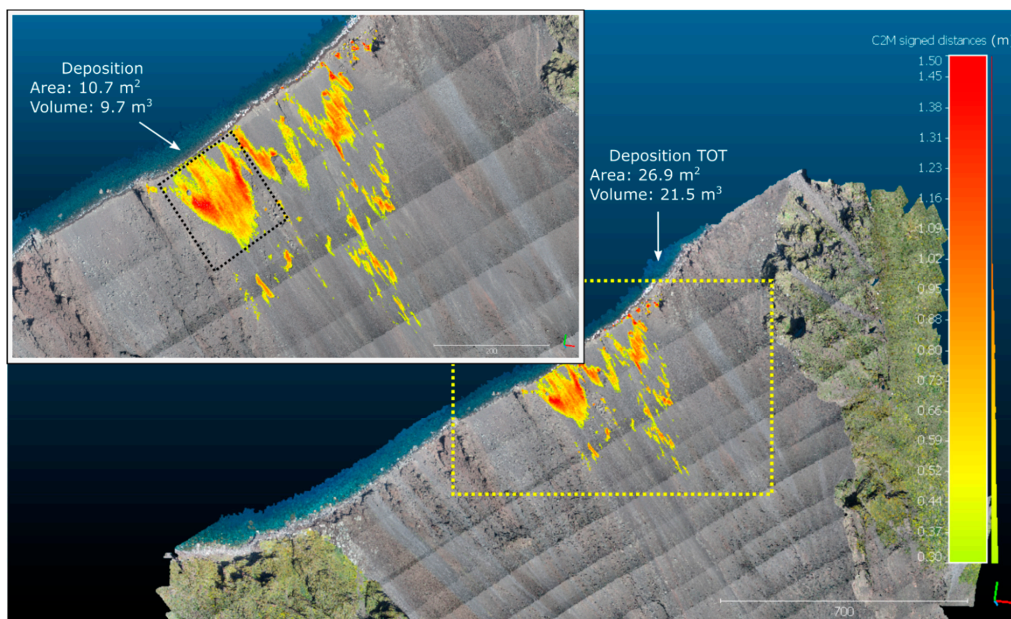 Deposition
Area: 10.7 m²
Volume: 9.7 m³
200
Deposition TOT
Area: 26.9 m²
Volume: 21.5 m³
C2M signed distances (m
1.50
1.45
1.38
1.31
1.23
1.16
1.09
1.02
0.95
0.88
0.80
0.73
0.66
0.59
0.52
0.44
0.37
0.30
700